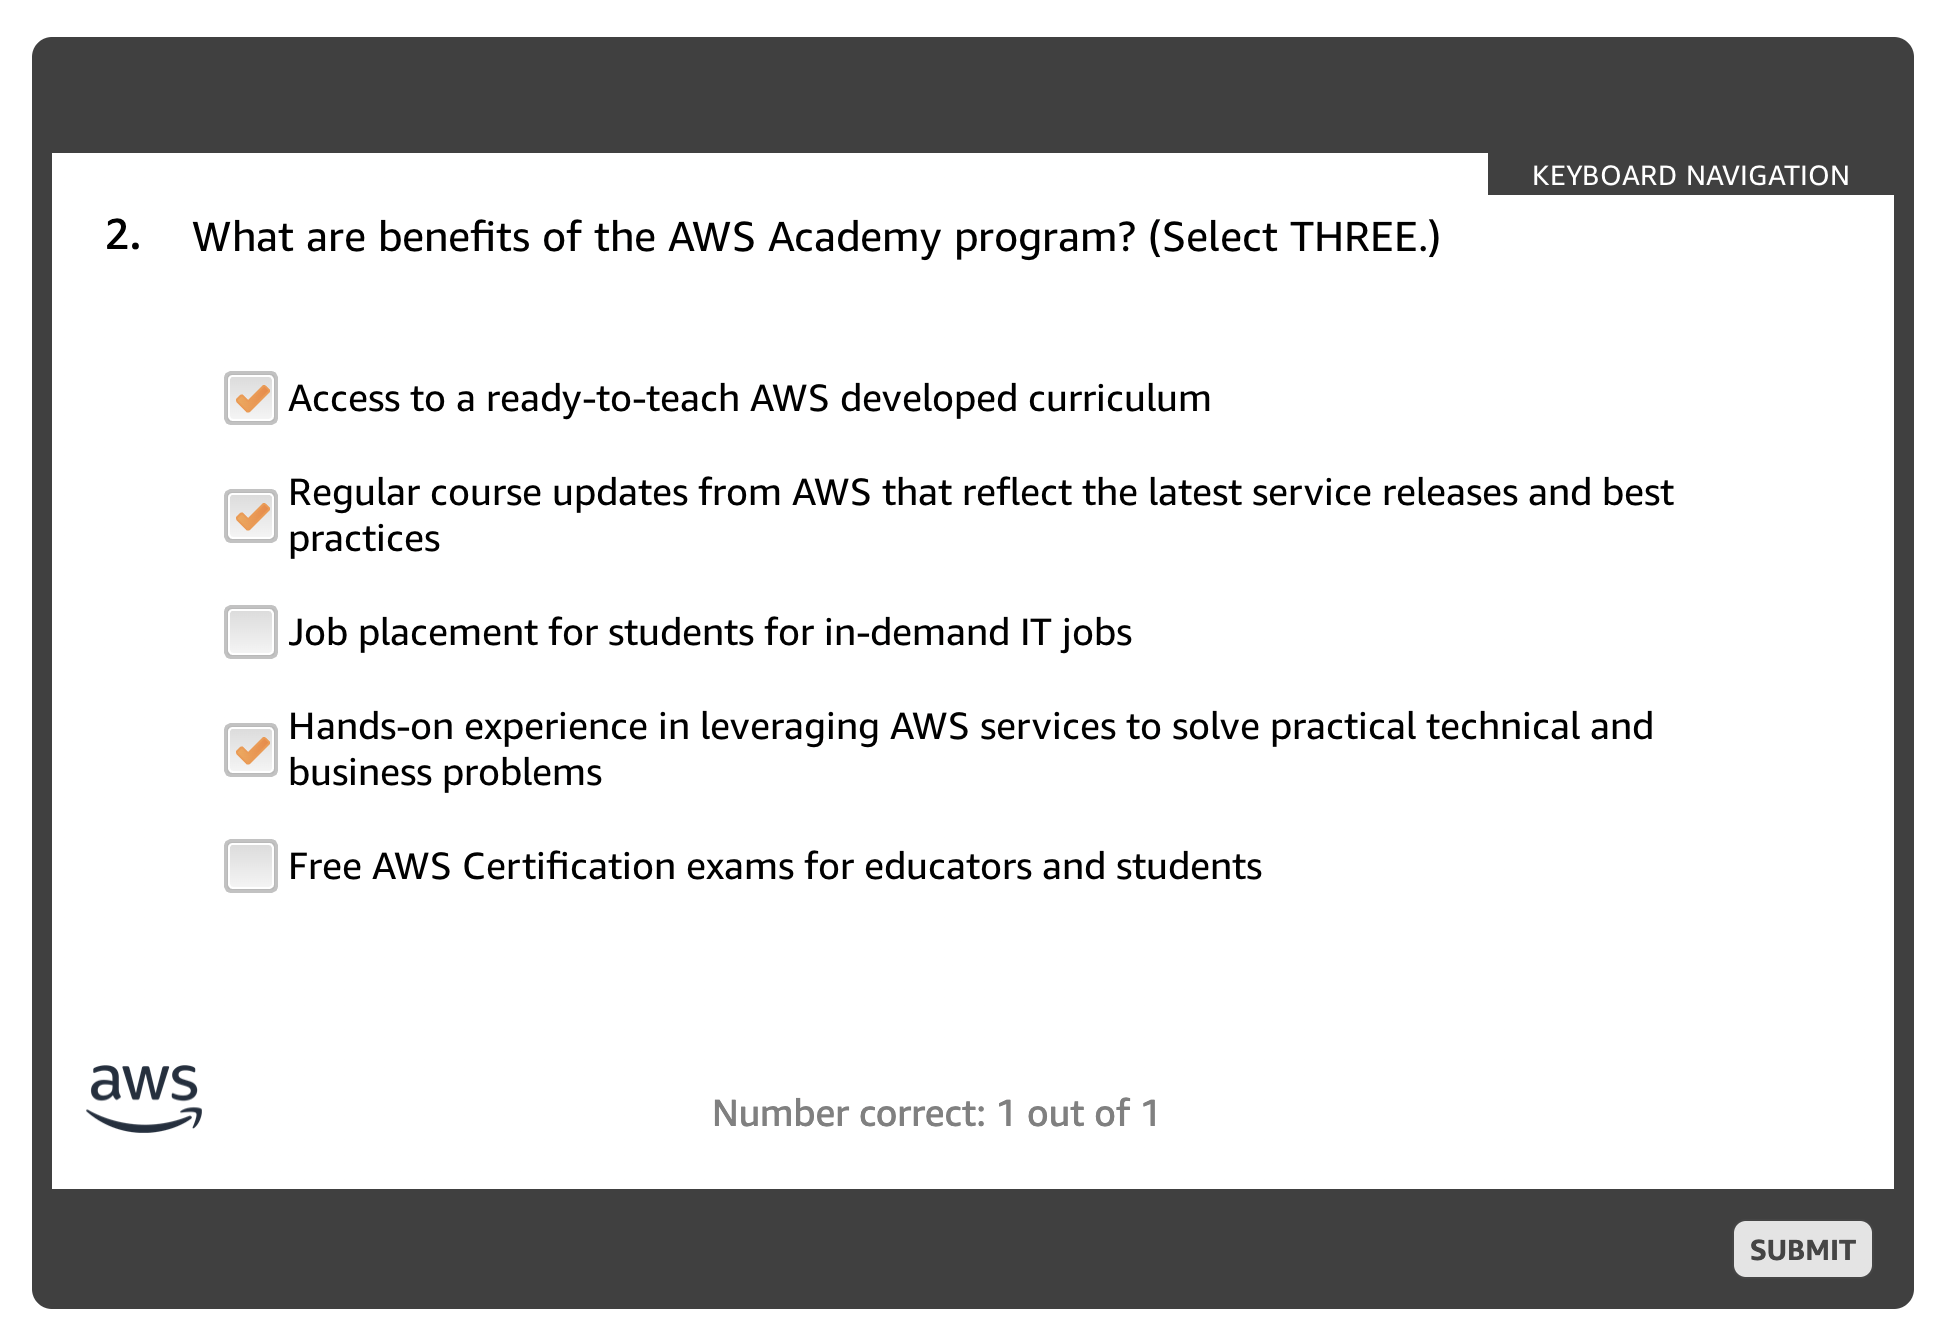 KEYBOARD NAVIGATION
2. What are benefits of the AWS Academy program? (Select THREE.)
Access to a ready-to-teach AWS developed curriculum
Regular course updates from AWS that reflect the latest service releases and best
practices
Job placement for students for in-demand IT jobs
Hands-on experience in leveraging AWS services to solve practical technical and
business problems
Free AWS Certification exams for educators and students
aws
Number correct: 1 out of 1
SUBMIT